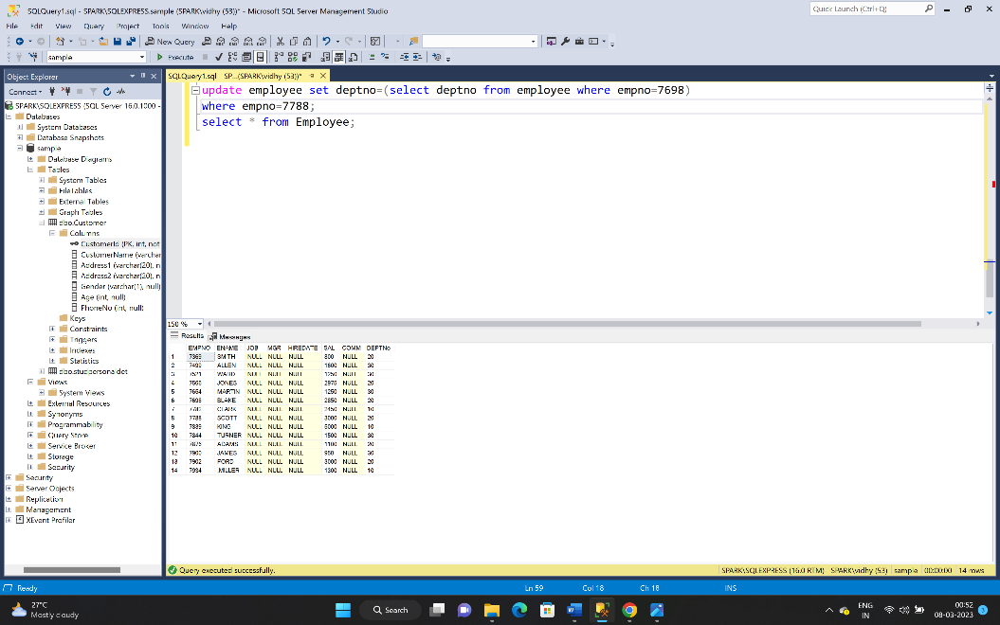 SQLQuery1.sql - SPARK\SQLEXPRESS.sample (SPARK\vidhy (53))* - Microsoft SQL Server Management Studio
Quick Launch (Ctrl+Q)
File Edit View Query Project Tools Window Help
New Query
sample Execute
Object Explorer
SQLQuery1.sql - SP...(SPARK\vidhy (53))*
Connect
SPARK\SQLEXPRESS (SQL Server 16.0.1000 -
Databases
System Databases
Database Snapshots
sample
Database Diagrams
Tables
System Tables
FileTables
External Tables
Graph Tables
dbo.Customer
Columns
CustomerId (PK, int, not
CustomerName (varchar
Address1 (varchar(20), n
Address2 (varchar(20), n
Gender (varchar(1), null)
Age (int, null)
PhoneNo (int, null)
Keys
Constraints
Triggers
Indexes
Statistics
dbo.studpersonaldet
Views
System Views
External Resources
Synonyms
Programmability
Query Store
Service Broker
Storage
Security
Security
Server Objects
Replication
Management
XEvent Profiler
update employee set deptno=(select deptno from employee where empno=7698)
where empno=7788;
select * from Employee;
150 %
Results Messages
EMPNO ENAME JOB MGR HIREDATE SAL COMM DEPTNo
1 7369 SMITH NULL NULL NULL 800 NULL 20
2 7499 ALLEN NULL NULL NULL 1600 NULL 30
3 7521 WARD NULL NULL NULL 1250 NULL 30
4 7566 JONES NULL NULL NULL 2975 NULL 20
5 7654 MARTIN NULL NULL NULL 1250 NULL 30
6 7698 BLAKE NULL NULL NULL 2850 NULL 20
7 7782 CLARK NULL NULL NULL 2450 NULL 10
8 7788 SCOTT NULL NULL NULL 3000 NULL 20
9 7839 KING NULL NULL NULL 5000 NULL 10
10 7844 TURNER NULL NULL NULL 1500 NULL 30
11 7876 ADAMS NULL NULL NULL 1100 NULL 20
12 7900 JAMES NULL NULL NULL 950 NULL 30
13 7902 FORD NULL NULL NULL 3000 NULL 20
14 7934 .MILLER NULL NULL NULL 1300 NULL 10
Query executed successfully. SPARK\SQLEXPRESS (16.0 RTM) SPARK\vidhy (53) sample 00:00:00 14 rows
Ready Ln 59 Col 18 Ch 18 INS
27°C
Mostly cloudy
Search
ENG
IN
00:52
08-03-2023